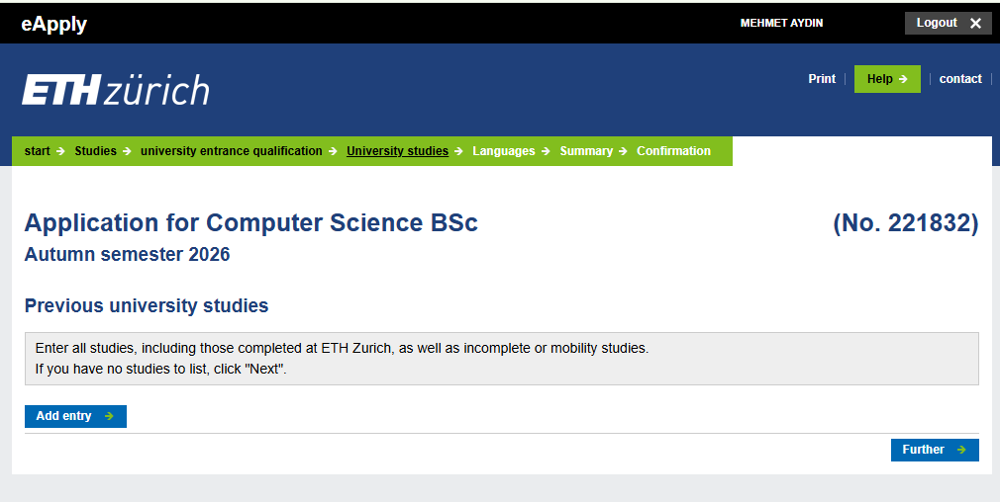 eApply MEHMET AYDIN Logout
ETH zürich Print Help contact
start Studies university entrance qualification University studies Languages Summary Confirmation
Application for Computer Science BSc (No. 221832)
Autumn semester 2026
Previous university studies
Enter all studies, including those completed at ETH Zurich, as well as incomplete or mobility studies.
If you have no studies to list, click "Next".
Add entry
Further